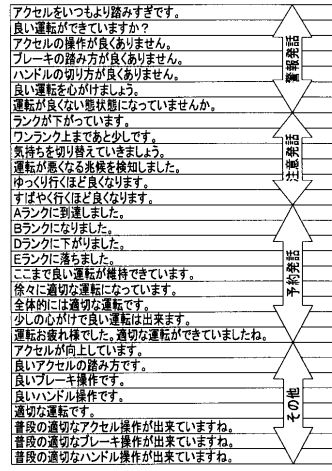 アクセルをいつもより踏みすぎです。
良い運転ができていますか？
アクセルの操作が良くありません。
ブレーキの踏み方が良くありません。
ハンドルの切り方が良くありません。
良い運転を心がけましょう。
運転が良くない態状態になっていませんか。
警報発話
ランクが下がっています。
ワンランク上まであと少しです。
気持ちを切り替えていきましょう。
運転が悪くなる兆候を検知しました。
ゆっくり行くほど良くなります。
すばやく行くほど良くなります。
注意発話
Aランクに到達しました。
Bランクになりました。
Dランクに下がりました。
Eランクに落ちました。
ここまで良い運転が維持できています。
徐々に適切な運転になっています。
全体的には適切な運転です。
少しの心がけで良い運転は出来ます。
運転お疲れ様でした。適切な運転ができていましたね。
予約発話
アクセルが向上しています。
良いアクセルの踏み方です。
良いブレーキ操作です。
良いハンドル操作です。
適切な運転です。
普段の適切なアクセル操作が出来ていますね。
普段の適切なブレーキ操作が出来ていますね。
普段の適切なハンドル操作が出来ていますね。
その他